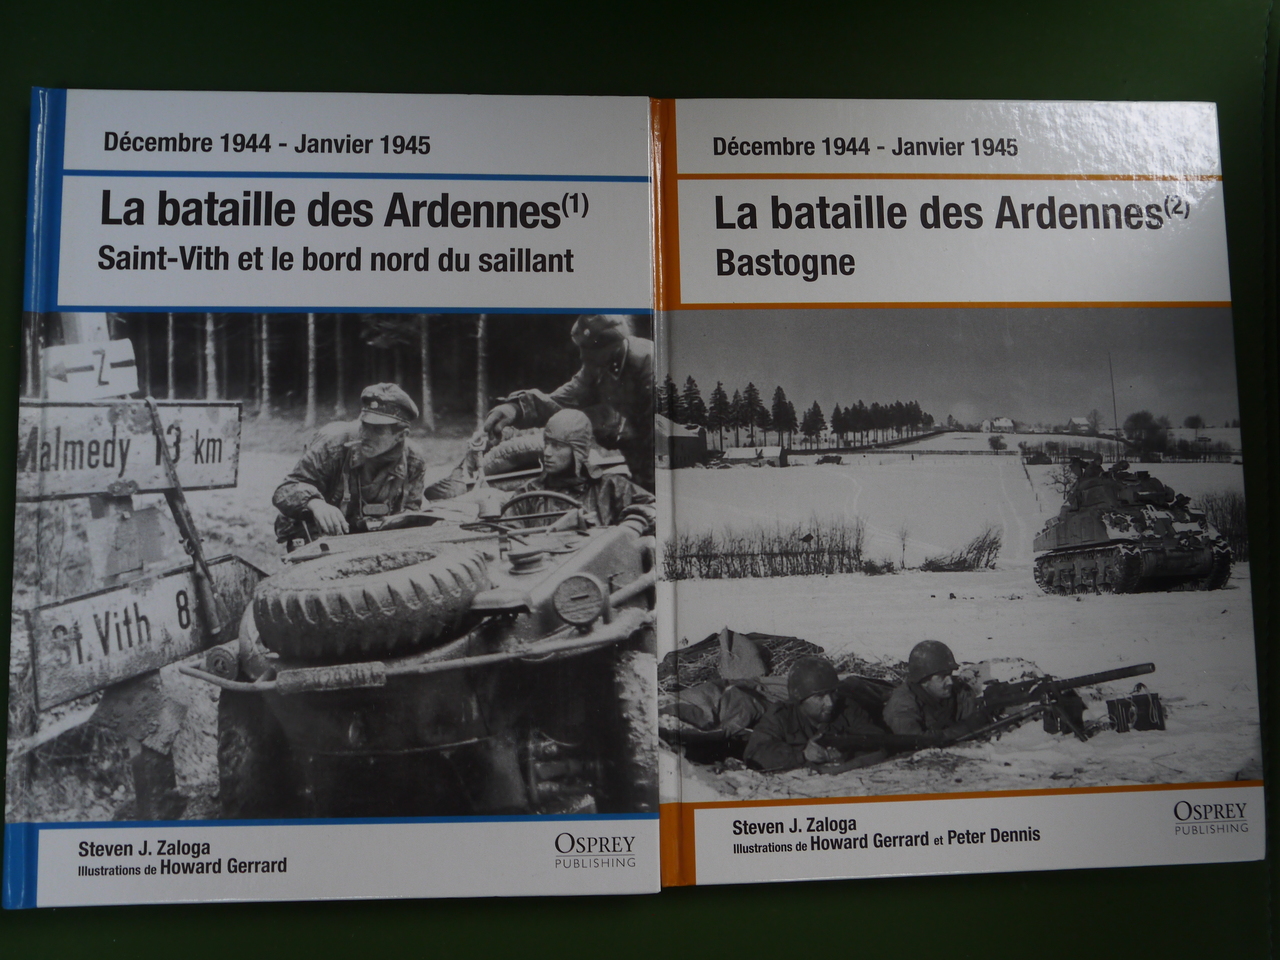 Décembre 1944 - Janvier 1945
La bataille des Ardennes(1)
Saint-Vith et le bord nord du saillant
Z
Malmedy 13 km
St. Vith 8
Steven J. Zaloga
Illustrations de Howard Gerrard
OSPREY
PUBLISHING
Décembre 1944 - Janvier 1945
La bataille des Ardennes(2)
Bastogne
Steven J. Zaloga
Illustrations de Howard Gerrard et Peter Dennis
OSPREY
PUBLISHING